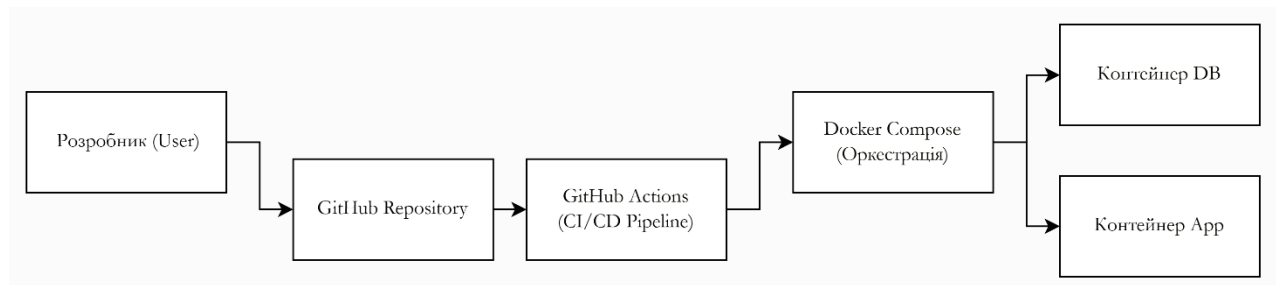 Розробник (User)
GitHub Repository
GitHub Actions
(CI/CD Pipeline)
Docker Compose
(Оркестрація)
Контейнер DB
Контейнер App